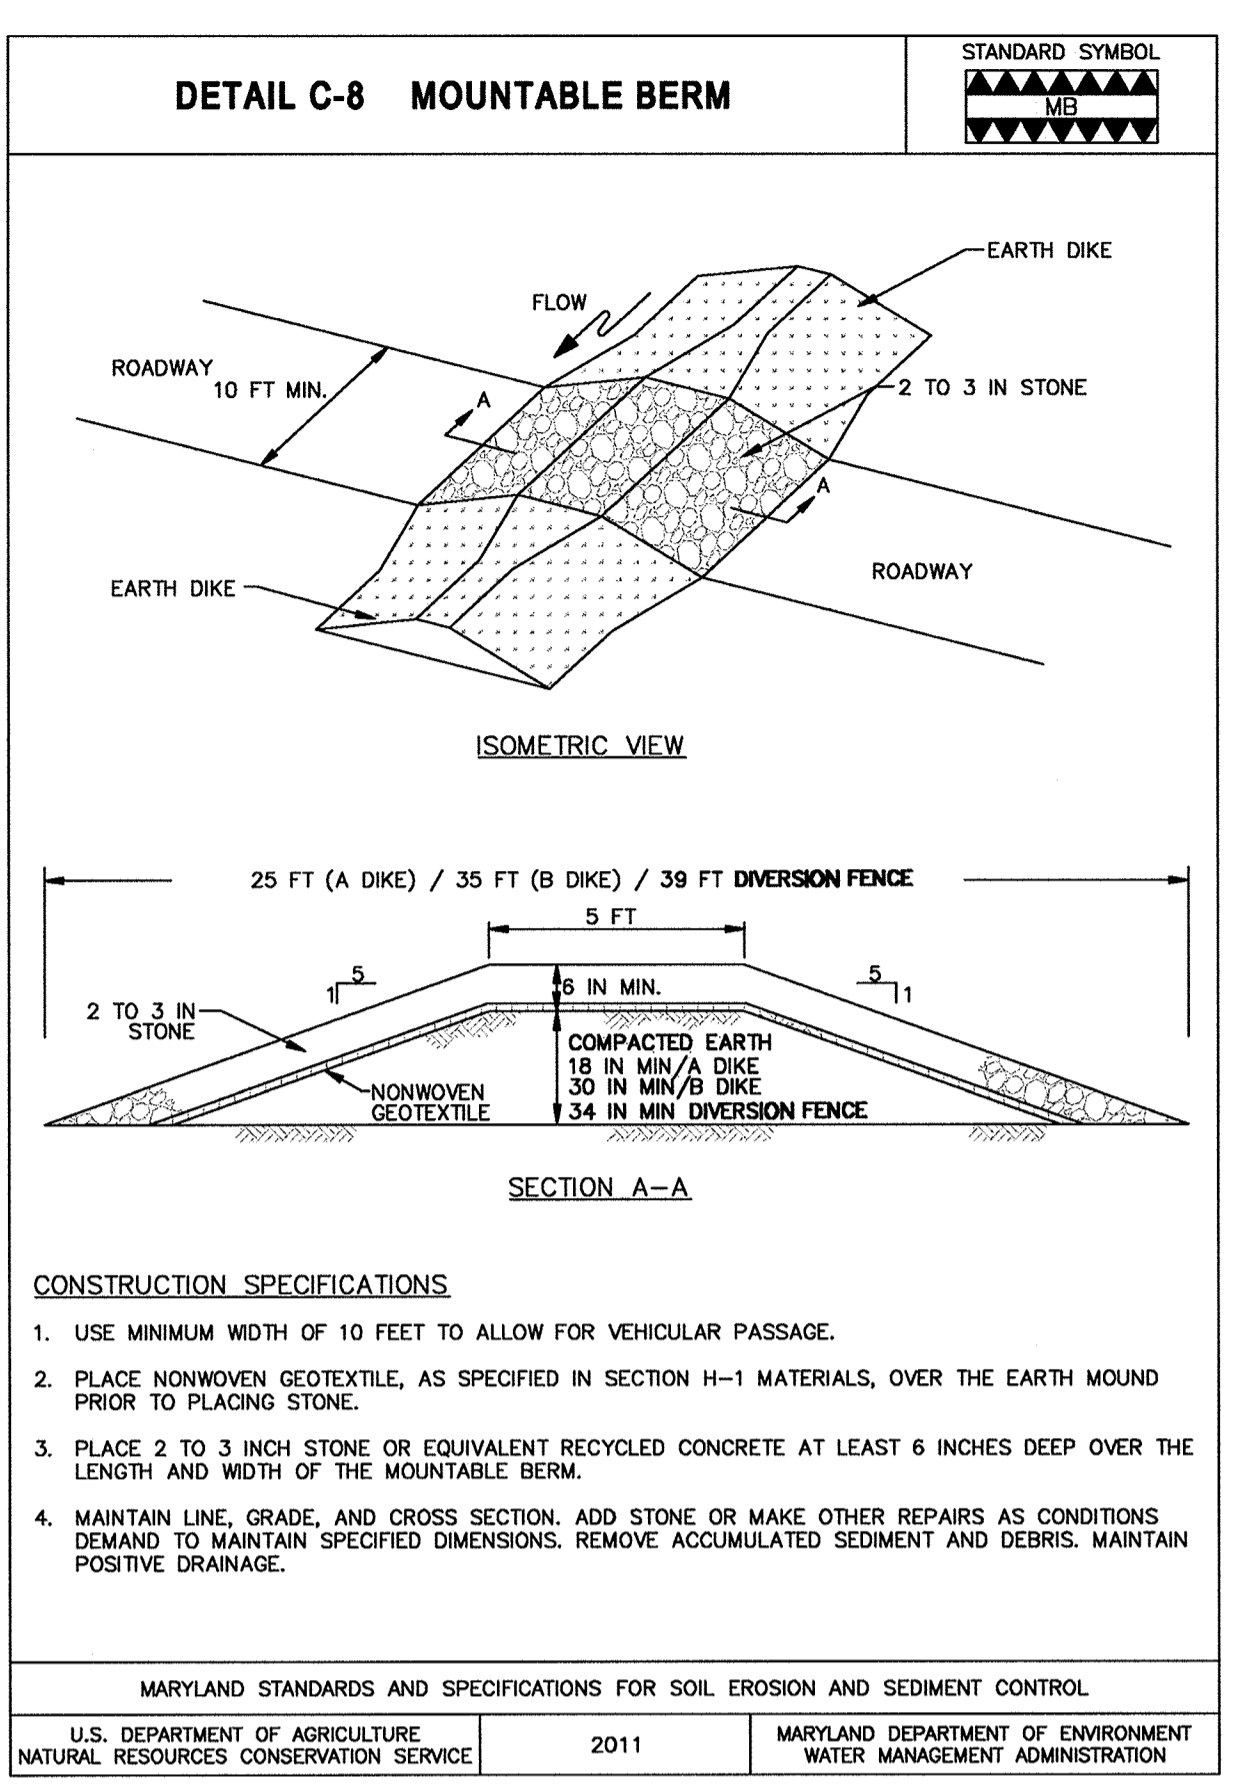 DETAIL C-8 MOUNTABLE BERM
STANDARD SYMBOL
MB
EARTH DIKE
FLOW
ROADWAY
10 FT MIN.
A
2 TO 3 IN STONE
A
ROADWAY
EARTH DIKE
ISOMETRIC VIEW
25 FT (A DIKE) / 35 FT (B DIKE) / 39 FT DIVERSION FENCE
5 FT
5
1
6 IN MIN.
5
1
2 TO 3 IN
STONE
COMPACTED EARTH
18 IN MIN/A DIKE
30 IN MIN/B DIKE
34 IN MIN DIVERSION FENCE
NONWOVEN
GEOTEXTILE
SECTION A-A
CONSTRUCTION SPECIFICATIONS
1. USE MINIMUM WIDTH OF 10 FEET TO ALLOW FOR VEHICULAR PASSAGE.
2. PLACE NONWOVEN GEOTEXTILE, AS SPECIFIED IN SECTION H-1 MATERIALS, OVER THE EARTH MOUND
PRIOR TO PLACING STONE.
3. PLACE 2 TO 3 INCH STONE OR EQUIVALENT RECYCLED CONCRETE AT LEAST 6 INCHES DEEP OVER THE
LENGTH AND WIDTH OF THE MOUNTABLE BERM.
4. MAINTAIN LINE, GRADE, AND CROSS SECTION. ADD STONE OR MAKE OTHER REPAIRS AS CONDITIONS
DEMAND TO MAINTAIN SPECIFIED DIMENSIONS. REMOVE ACCUMULATED SEDIMENT AND DEBRIS. MAINTAIN
POSITIVE DRAINAGE.
MARYLAND STANDARDS AND SPECIFICATIONS FOR SOIL EROSION AND SEDIMENT CONTROL
U.S. DEPARTMENT OF AGRICULTURE
NATURAL RESOURCES CONSERVATION SERVICE
2011
MARYLAND DEPARTMENT OF ENVIRONMENT
WATER MANAGEMENT ADMINISTRATION